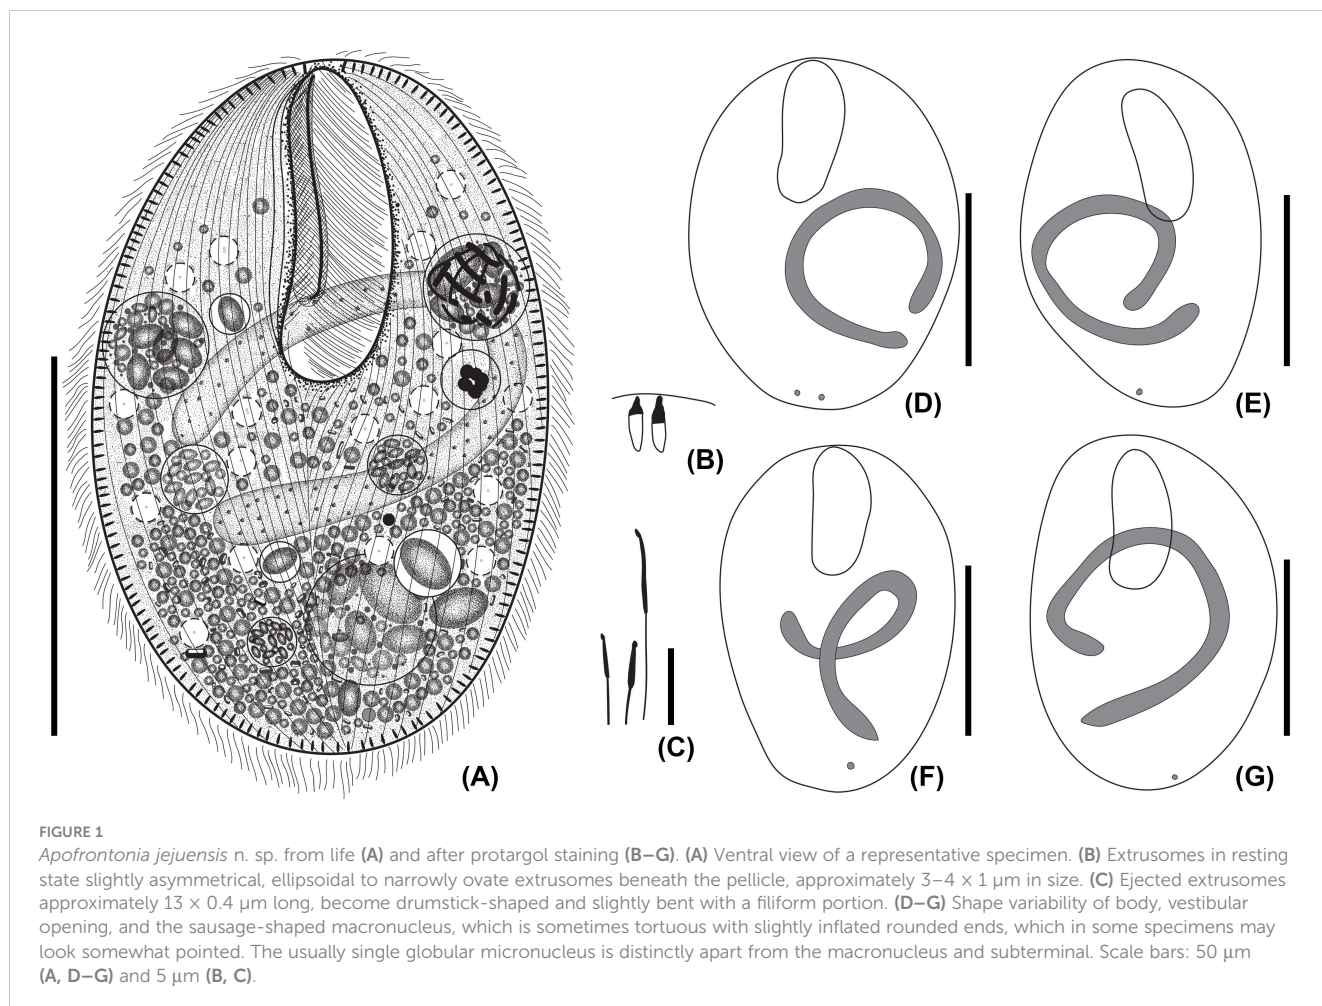 (A)
(B)
(C)
(D)
(E)
(F)
(G)
FIGURE 1
Apofrontonia jejuensis n. sp. from life (A) and after protargol staining (B–G). (A) Ventral view of a representative specimen. (B) Extrusomes in resting
state slightly asymmetrical, ellipsoidal to narrowly ovate extrusomes beneath the pellicle, approximately 3–4 × 1 μm in size. (C) Ejected extrusomes
approximately 13 × 0.4 μm long, become drumstick-shaped and slightly bent with a filiform portion. (D–G) Shape variability of body, vestibular
opening, and the sausage-shaped macronucleus, which is sometimes tortuous with slightly inflated rounded ends, which in some specimens may
look somewhat pointed. The usually single globular micronucleus is distinctly apart from the macronucleus and subterminal. Scale bars: 50 μm
(A, D–G) and 5 μm (B, C).